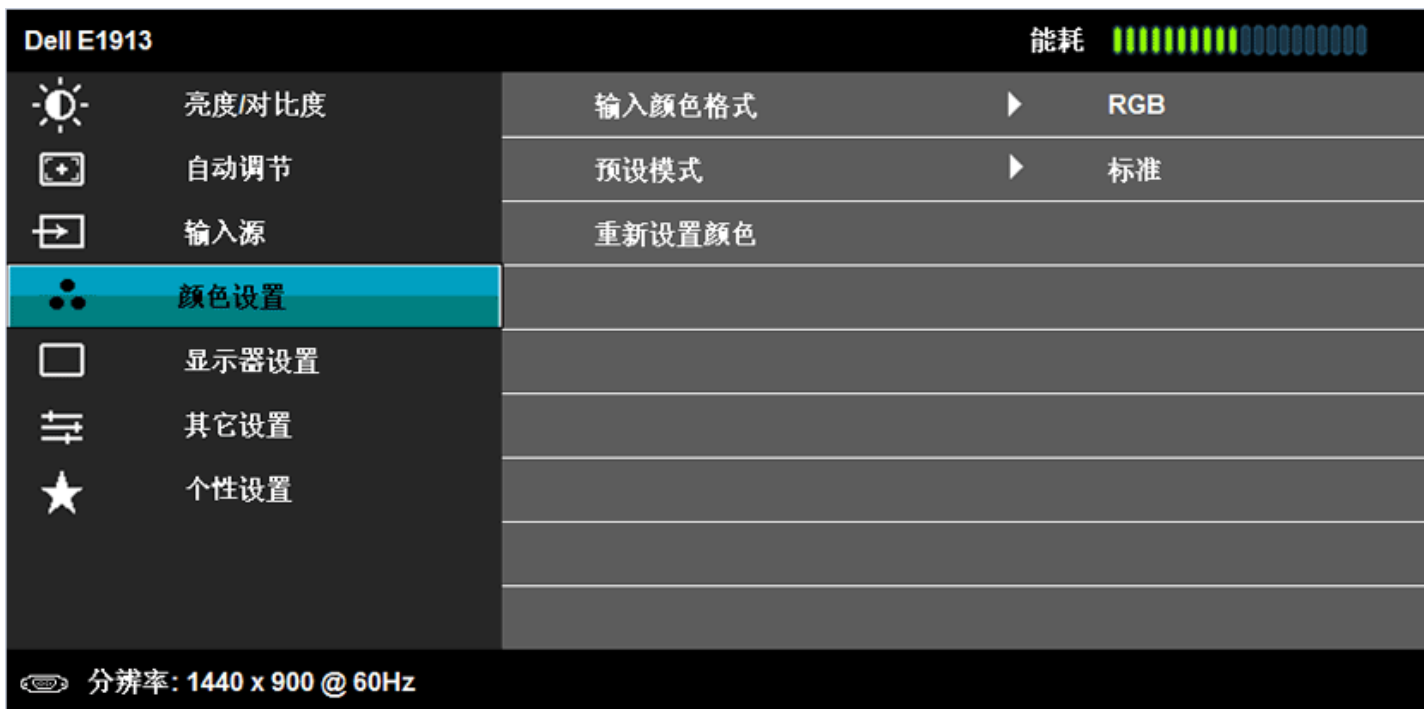 Dell E1913 能耗
亮度/对比度 输入颜色格式 RGB
自动调节 预设模式 标准
输入源 重新设置颜色
颜色设置
显示器设置
其它设置
个性设置
分辨率: 1440 x 900 @ 60Hz